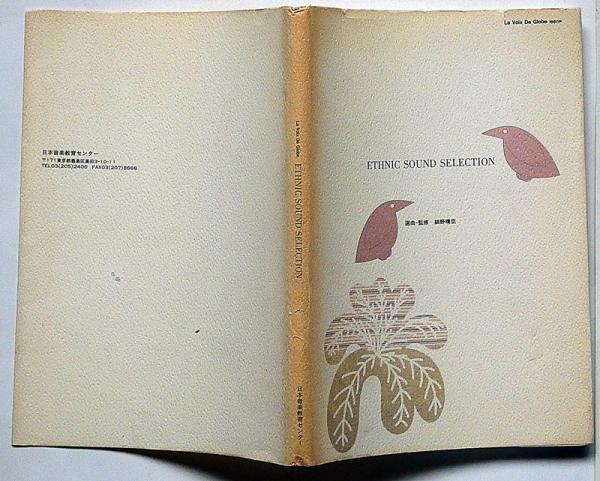 La Voix De Globe
ETHNIC SOUND SELECTION
選曲・監修 細野晴臣
La Voix De Globe
ETHNIC SOUND SELECTION
日本音楽教育センター
日本音楽教育センター
〒171東京都豊島区高田3-10-11
TEL03(205)2400 FAX03(207)8666